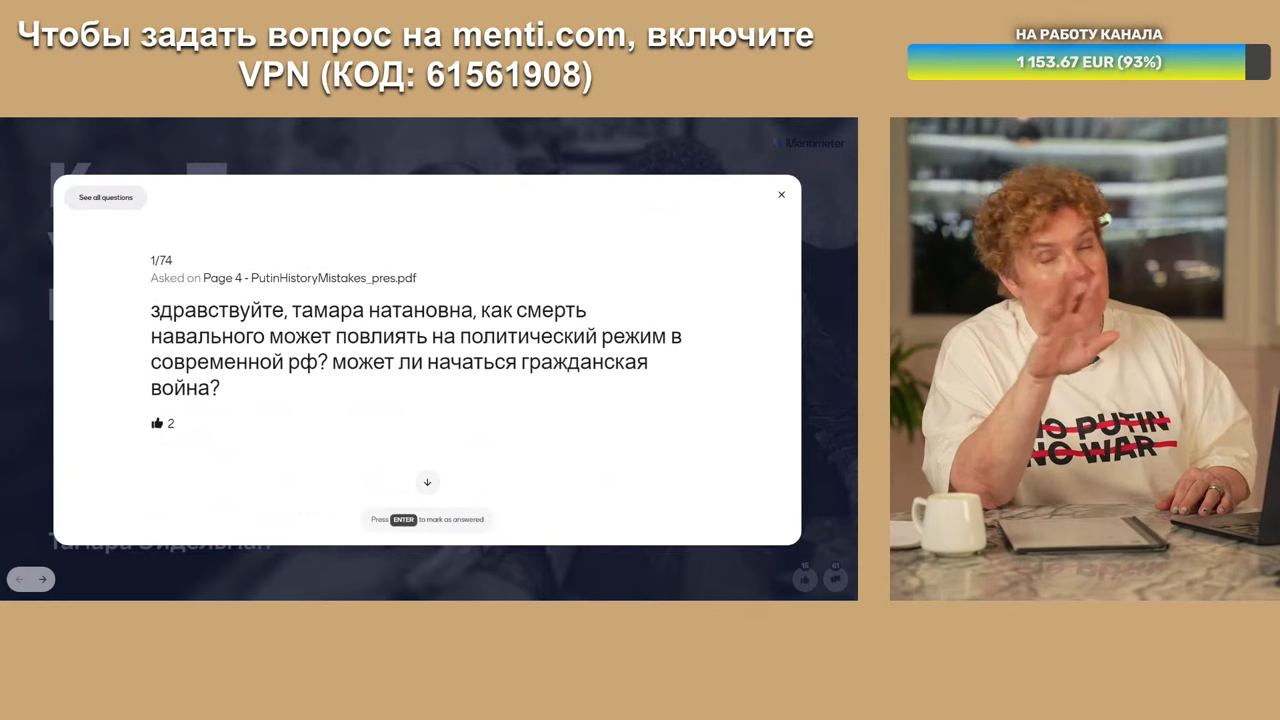 Чтобы задать вопрос на menti.com, включите
VPN (КОД: 61561908)
НА РАБОТУ КАНАЛА
1 153.67 EUR (93%)
Mentimeter
See all questions
1/74
Asked on Page 4 - PutinHistoryMistakes_pres.pdf
здравствуйте, тамара натановна, как смерть
навального может повлиять на политический режим в
современной рф? может ли начаться гражданская
война?
2
Press ENTER to mark as answered
16
61
NO PUTIN
NO WAR